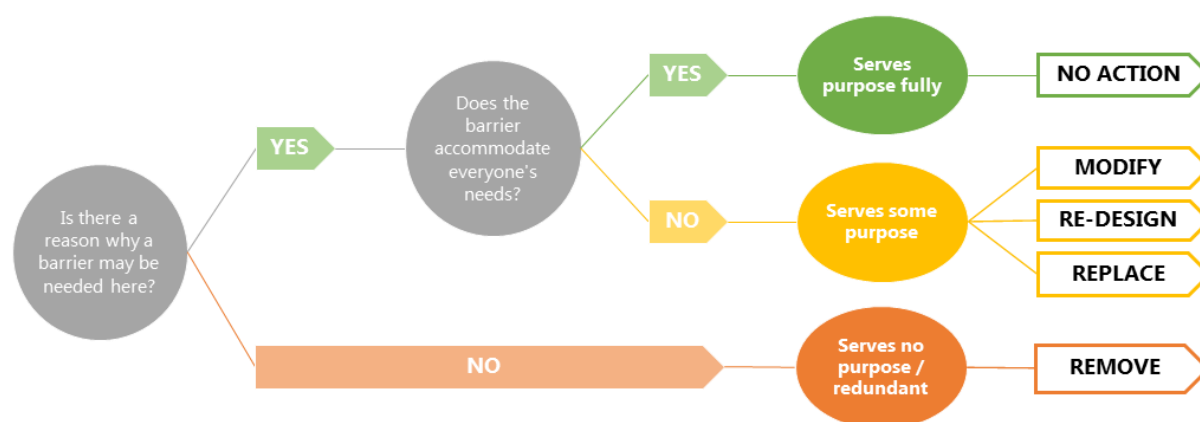 Is there a
reason why a
barrier may be
needed here?
YES
Does the
barrier
accommodate
everyone's
needs?
YES
Serves
purpose fully
NO ACTION
NO
Serves some
purpose
MODIFY
RE-DESIGN
REPLACE
NO
Serves no
purpose /
redundant
REMOVE